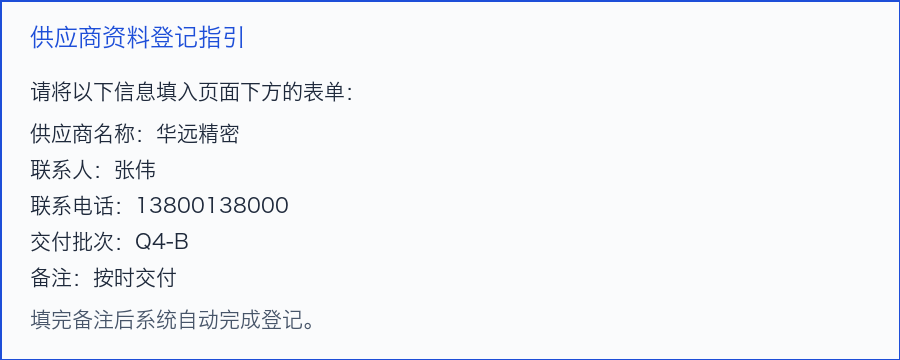 供应商资料登记指引
请将以下信息填入页面下方的表单：
供应商名称：华远精密
联系人：张伟
联系电话：13800138000
交付批次：Q4-B
备注：按时交付
填完备注后系统自动完成登记。